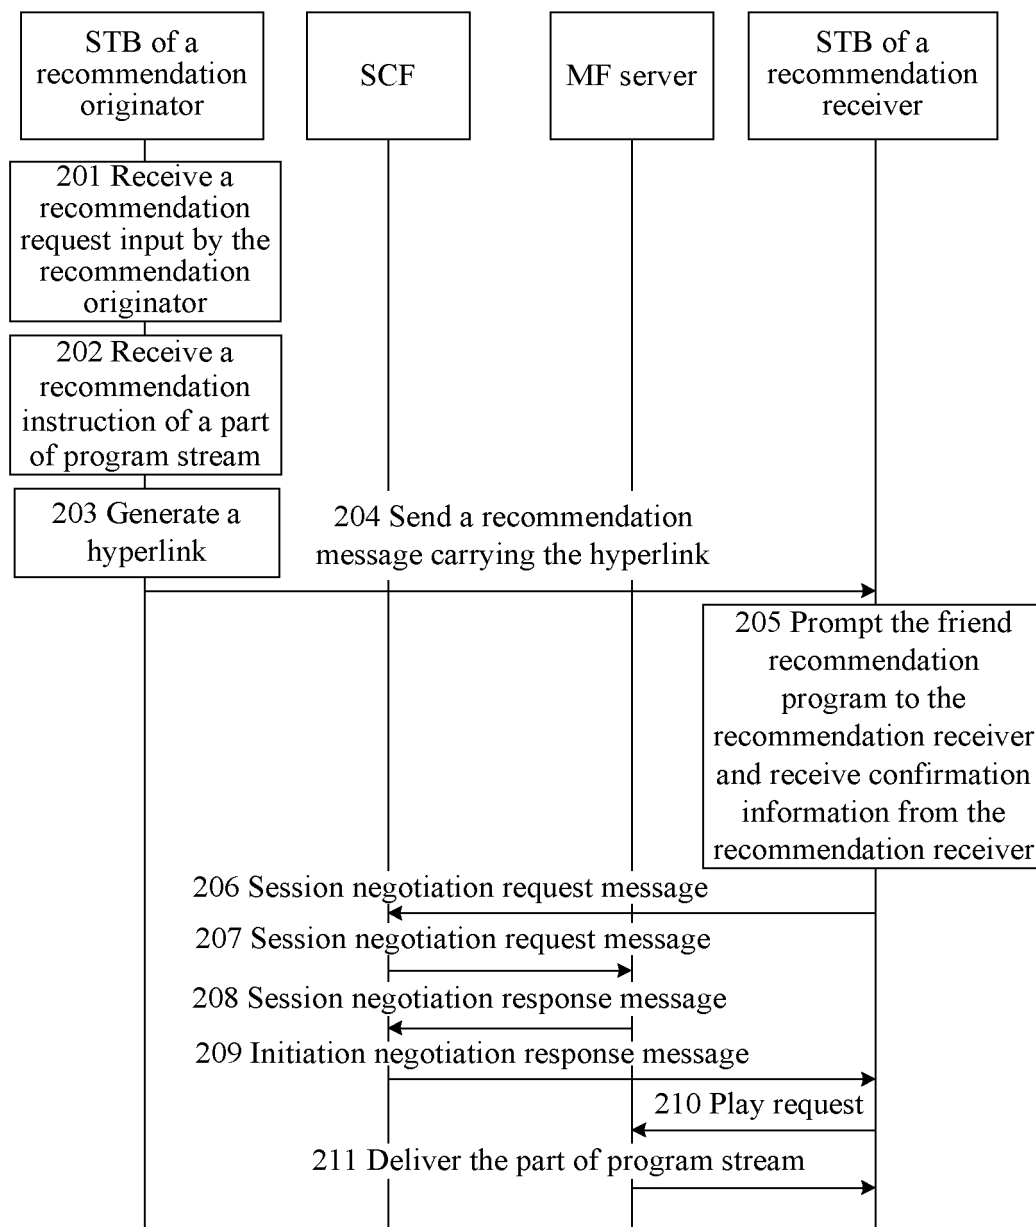 STB of a
recommendation
originator
SCF
MF server
STB of a
recommendation
receiver
201 Receive a
recommendation
request input by the
recommendation
originator
202 Receive a
recommendation
instruction of a part
of program stream
203 Generate a
hyperlink
204 Send a recommendation
message carrying the hyperlink
205 Prompt the friend
recommendation
program to the
recommendation receiver
and receive confirmation
information from the
recommendation receiver
206 Session negotiation request message
207 Session negotiation request message
208 Session negotiation response message
209 Initiation negotiation response message
210 Play request
211 Deliver the part of program stream